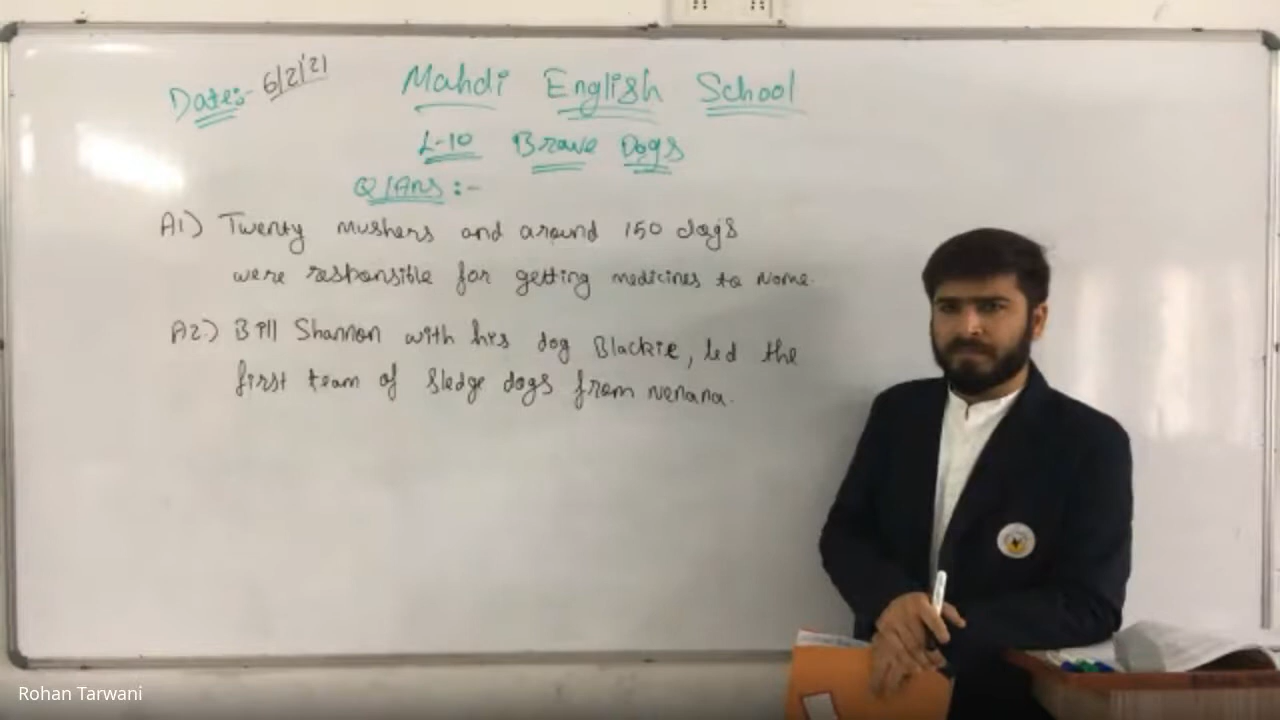 Date:- 6/2/21
Mahdi English School
L-10 Brave Dogs
Q/Ans :-
A1) Twenty mushers and around 150 dogs
were responsible for getting medicines to Nome.
A2.) Bill Shannon with his dog Blackie, led the
first team of sledge dogs from Nenana.
Rohan Tarwani